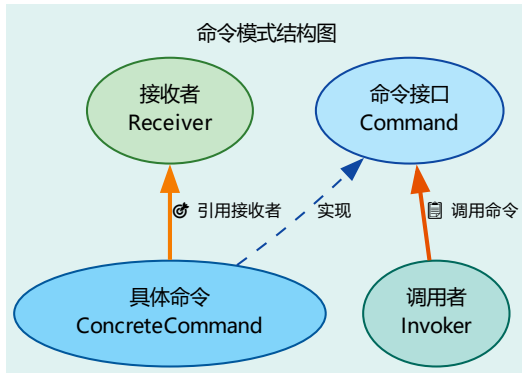 命令模式结构图
接收者
Receiver
命令接口
Command
引用接收者
实现
调用命令
具体命令
ConcreteCommand
调用者
Invoker